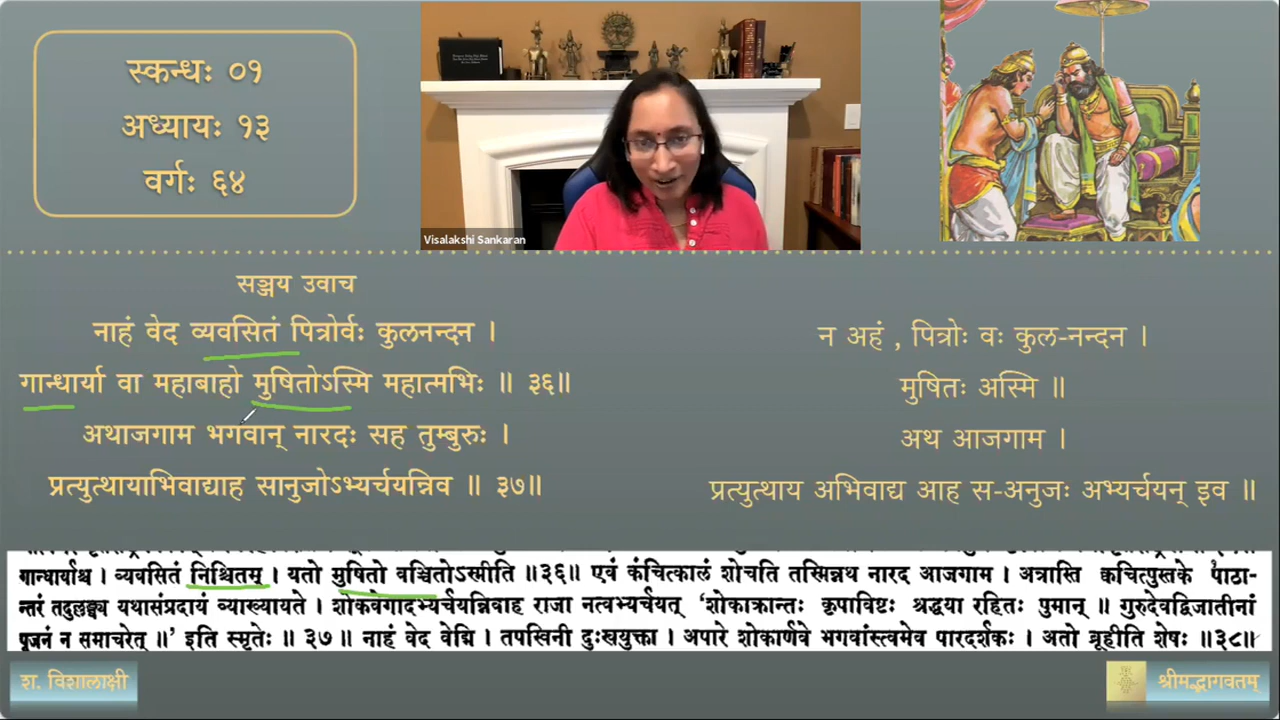 स्कन्धः ०१
अध्यायः १३
वर्गः ६४
Visalakshi Sankaran
सञ्जय उवाच
नाहं वेद व्यवसितं पित्रोर्वः कुलनन्दन ।
गान्धार्या वा महाबाहो मुषितोऽस्मि महात्मभिः ॥ ३६॥
अथाजगाम भगवान् नारदः सह तुम्बुरुः ।
प्रत्युत्थायाभिवाद्याह सानुजोऽभ्यर्चयन्निव ॥ ३७॥
न अहं , पित्रोः वः कुल-नन्दन ।
मुषितः अस्मि ॥
अथ आजगाम ।
प्रत्युत्थाय अभिवाद्य आह स-अनुजः अभ्यर्चयन् इव ॥
गान्धार्याश्च । व्यवसितं निश्चितम् । यतो मुषितो वञ्चितोऽस्मीति ॥३६॥ एवं कंचित्कालं शोचति तस्मिन्नथ नारद आजगाम । अत्रास्ति क्वचित्पुस्तके पाठा-
न्तरं तदुल्लङ्घ्य यथासंप्रदायं व्याख्यायते । शोकवेगादभ्यर्चयन्निवाह राजा नत्वभ्यर्चयत् ‘शोकाक्रान्तः कृपाविष्टः श्रद्धया रहितः पुमान् ॥ गुरुदेवद्विजातीनां
पूजनं न समाचरेत् ॥’ इति स्मृतेः ॥ ३७ ॥ नाहं वेद वेद्मि । तपस्विनी दुःखयुक्ता । अपारे शोकार्णवे भगवांस्त्वमेव पारदर्शकः । अतो ब्रूहीति शेषः ॥३८॥
श. विशालाक्षी
श्रीमद्भागवतम्